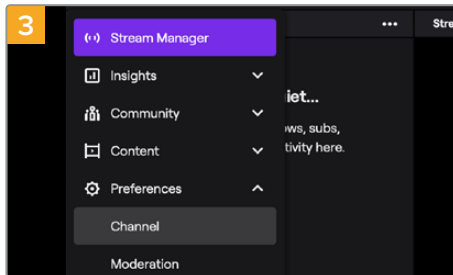 3
Stream Manager
Stre
Insights
iet...
Community
ows, subs,
Content
tivity here.
Preferences
Channel
Moderation